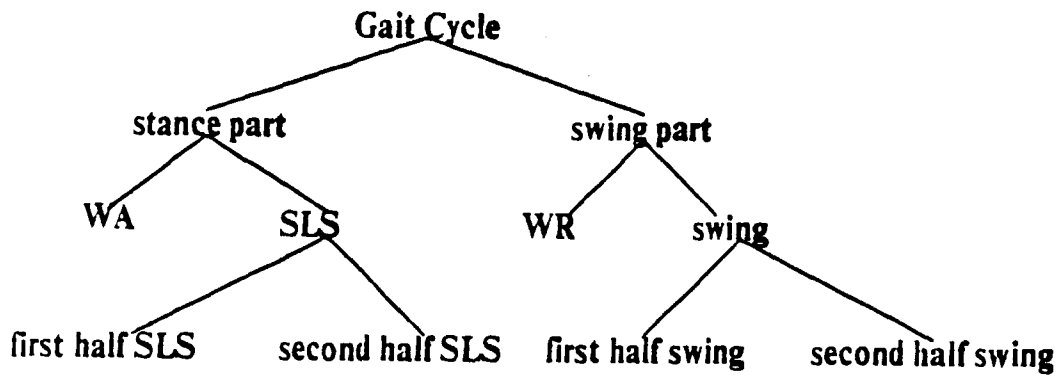 Gait Cycle
stance part swing part
WA SLS WR swing
first half SLS second half SLS first half swing second half swing